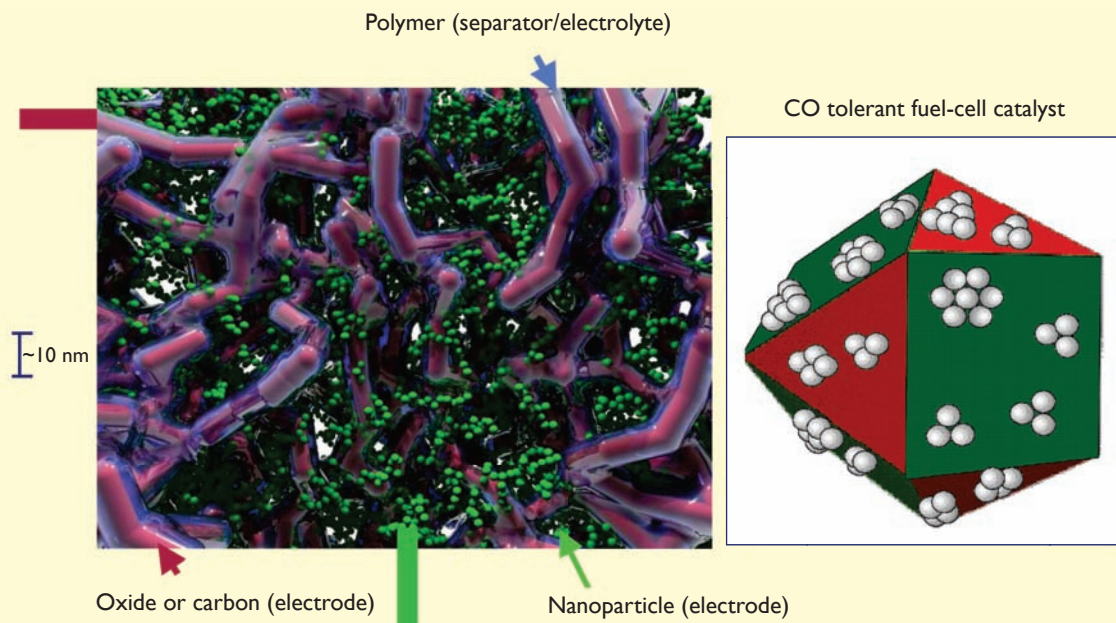 Polymer (separator/electrolyte)
CO tolerant fuel-cell catalyst
~10 nm
Oxide or carbon (electrode)
Nanoparticle (electrode)